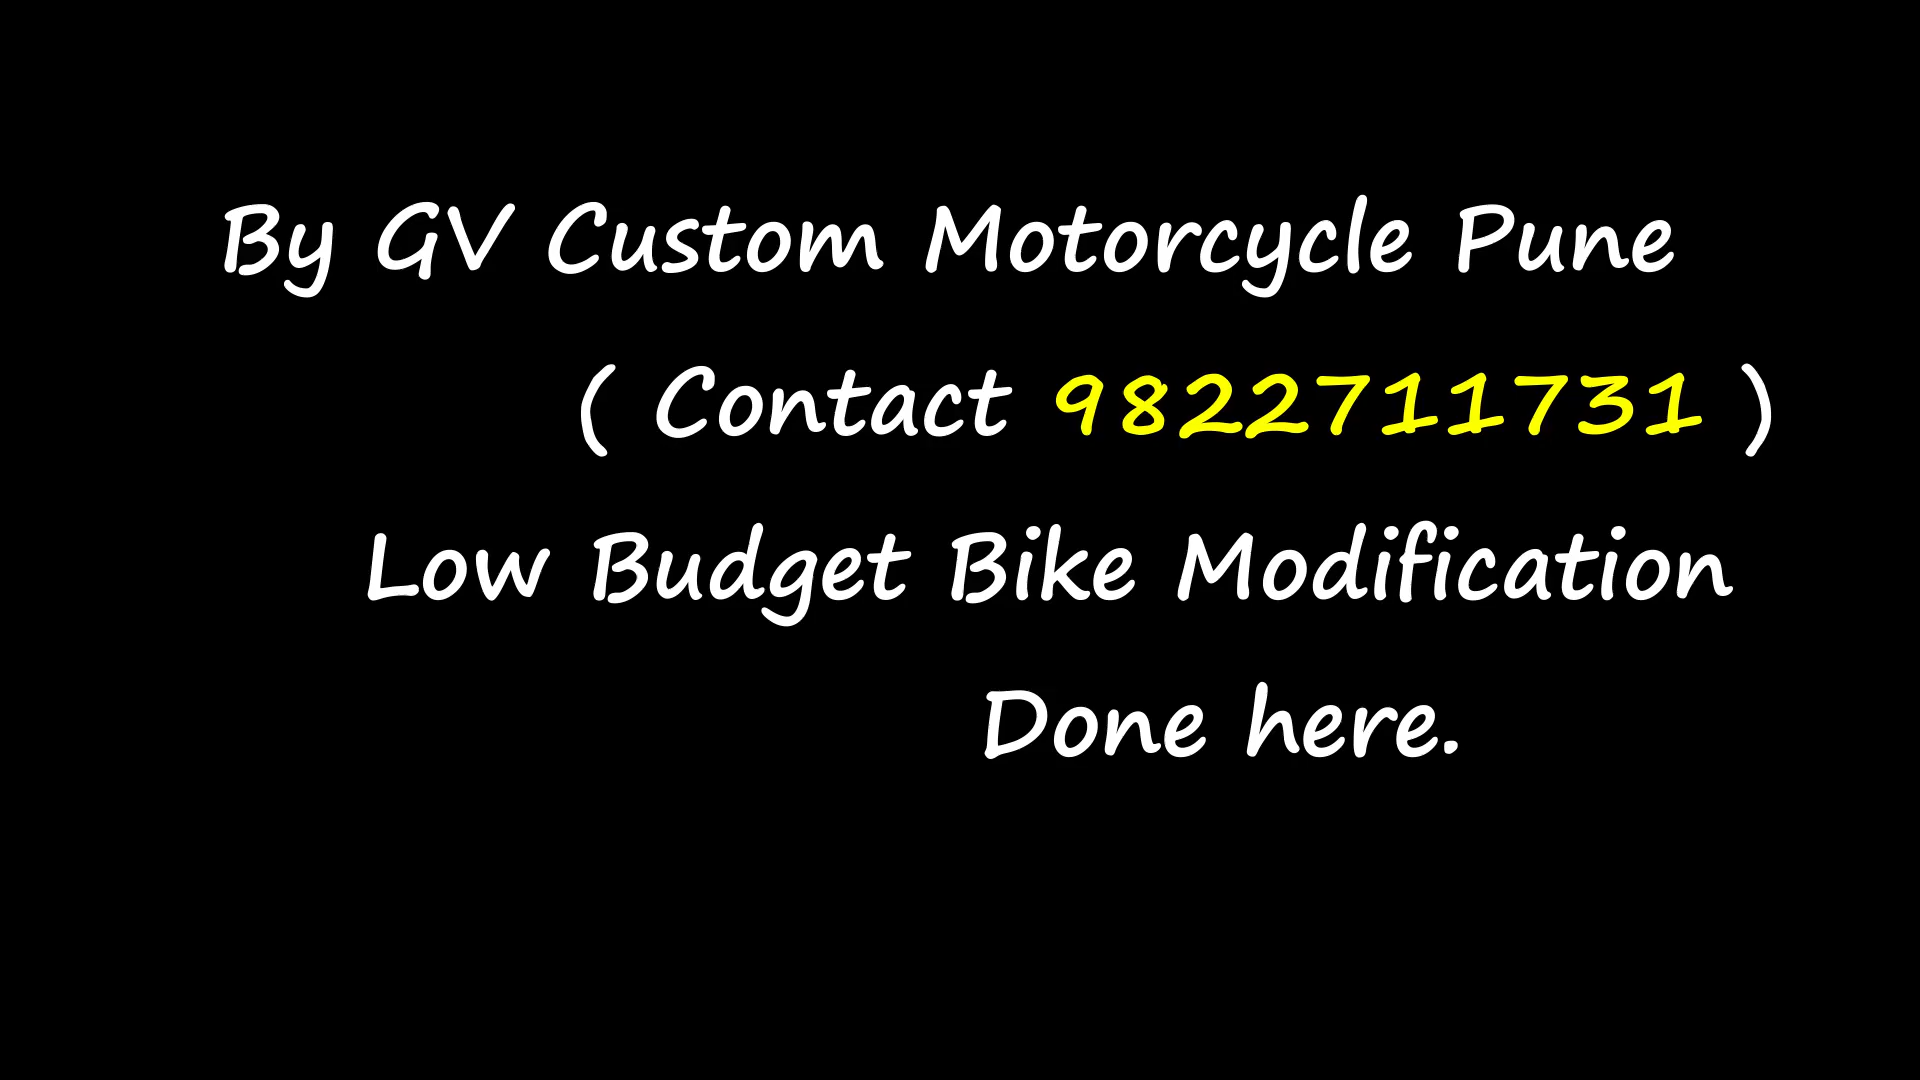 By GV Custom Motorcycle Pune
( Contact 9822711731 )
Low Budget Bike Modification
Done here.